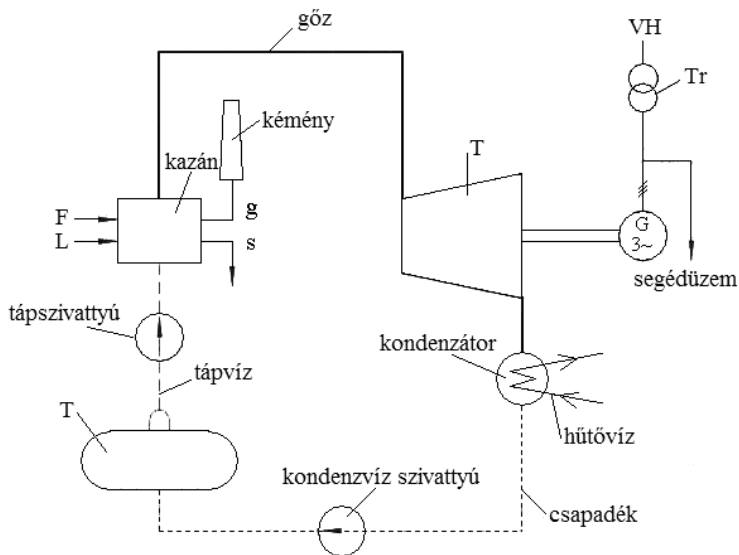 gőz
VH
Tr
kémény
kazán
T
F
g
L
s
G
3~
segédüzem
tápszivattyú
kondenzátor
tápvíz
T
hűtővíz
kondenzvíz szivattyú
csapadék